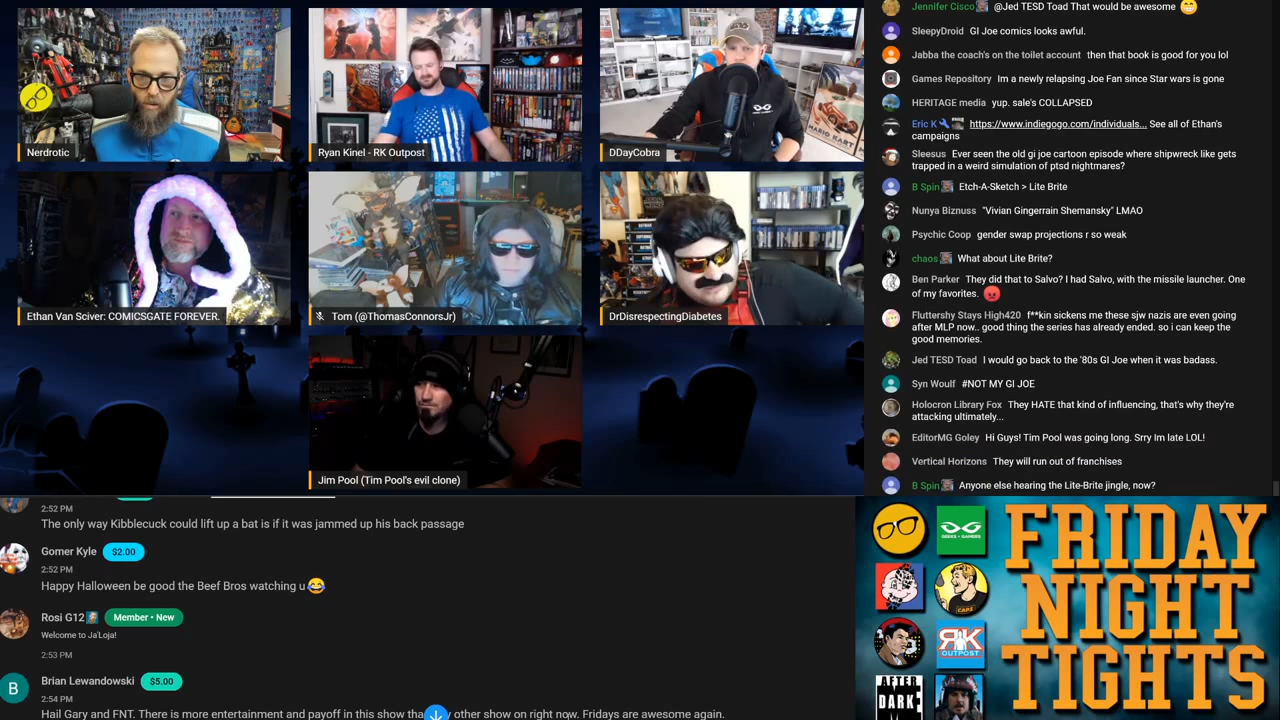 Nerdrotic
Ryan Kinel - RK Outpost
DDayCobra
MARIO KART
Ethan Van Sciver: COMICSGATE FOREVER.
Tom (@ThomasConnorsJr)
DrDisrespectingDiabetes
Jim Pool (Tim Pool's evil clone)
Jennifer Cisco @Jed TESD Toad That would be awesome 😁
SleepyDroid GI Joe comics looks awful.
Jabba the coach's on the toilet account then that book is good for you lol
Games Repository Im a newly relapsing Joe Fan since Star wars is gone
HERITAGE media yup. sale's COLLAPSED
Eric K https://www.indiegogo.com/individuals... See all of Ethan's
campaigns
Sleesus Ever seen the old gi joe cartoon episode where shipwreck like gets
trapped in a weird simulation of ptsd nightmares?
B Spin Etch-A-Sketch > Lite Brite
Nunya Biznuss "Vivian Gingerrain Shemansky" LMAO
Psychic Coop gender swap projections r so weak
chaos What about Lite Brite?
Ben Parker They did that to Salvo? I had Salvo, with the missile launcher. One
of my favorites. 😡
Fluttershy Stays High420 f**kin sickens me these sjw nazis are even going
after MLP now.. good thing the series has already ended. so i can keep the
good memories.
Jed TESD Toad I would go back to the '80s GI Joe when it was badass.
Syn Woulf #NOT MY GI JOE
Holocron Library Fox They HATE that kind of influencing, that's why they're
attacking ultimately...
EditorMG Goley Hi Guys! Tim Pool was going long. Srry Im late LOL!
Vertical Horizons They will run out of franchises
B Spin Anyone else hearing the Lite-Brite jingle, now?
2:52 PM
The only way Kibblecuck could lift up a bat is if it was jammed up his back passage
Gomer Kyle $2.00
2:52 PM
Happy Halloween be good the Beef Bros watching u😂
Rosi G12 Member • New
Welcome to Ja'Loja!
2:53 PM
B
Brian Lewandowski $5.00
2:54 PM
Hail Gary and FNT. There is more entertainment and payoff in this show other show on right now. Fridays are awesome again.
GEEKS + GAMERS
CAPS
RK
OUTPOST
AFTER
DARK
FRIDAY
NIGHT
TIGHTS